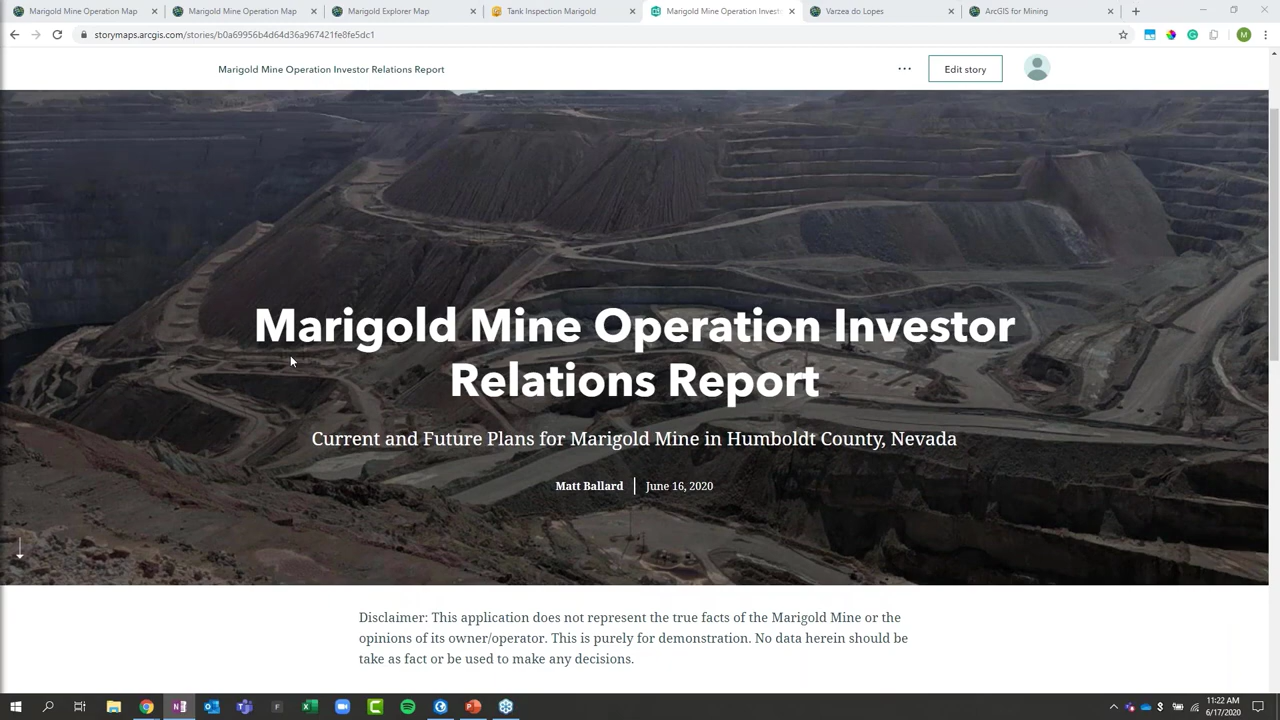 Marigold Mine Operation Map
Marigold Mine Operation Map
Marigold Explorer Map
Tank Inspection Marigold
Marigold Mine Operation Invest
Varzea do Lopes
ArcGIS for Mining
storymaps.arcgis.com/stories/b0a69956b4d64d36a967421fe8fe5dc1
M
Marigold Mine Operation Investor Relations Report
Edit story
Marigold Mine Operation Investor
Relations Report
Current and Future Plans for Marigold Mine in Humboldt County, Nevada
Matt Ballard
June 16, 2020
Disclaimer: This application does not represent the true facts of the Marigold Mine or the
opinions of its owner/operator. This is purely for demonstration. No data herein should be
take as fact or be used to make any decisions.
11:22 AM
6/17/2020